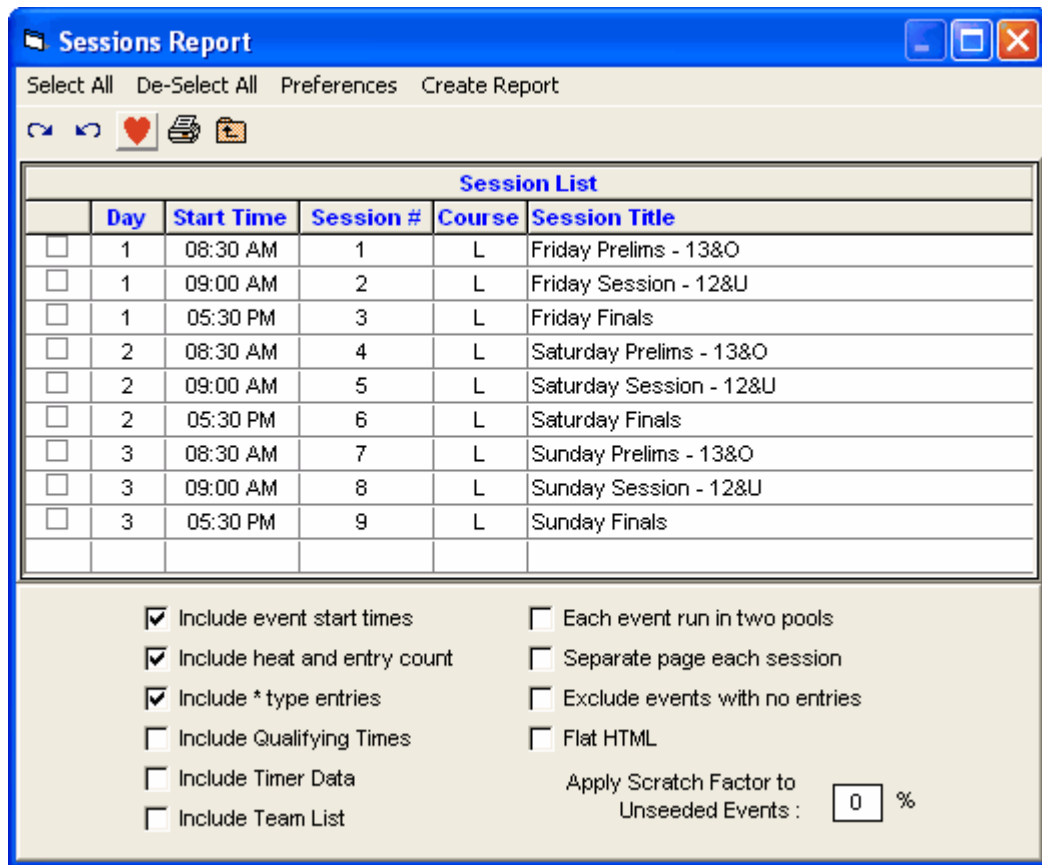 Sessions Report
Select All De-Select All Preferences Create Report
Session List
Day Start Time Session # Course Session Title
1 08:30 AM 1 L Friday Prelims - 13&O
1 09:00 AM 2 L Friday Session - 12&U
1 05:30 PM 3 L Friday Finals
2 08:30 AM 4 L Saturday Prelims - 13&O
2 09:00 AM 5 L Saturday Session - 12&U
2 05:30 PM 6 L Saturday Finals
3 08:30 AM 7 L Sunday Prelims - 13&O
3 09:00 AM 8 L Sunday Session - 12&U
3 05:30 PM 9 L Sunday Finals
Include event start times
Include heat and entry count
Include * type entries
Include Qualifying Times
Include Timer Data
Include Team List
Each event run in two pools
Separate page each session
Exclude events with no entries
Flat HTML
Apply Scratch Factor to
Unseeded Events : 0 %